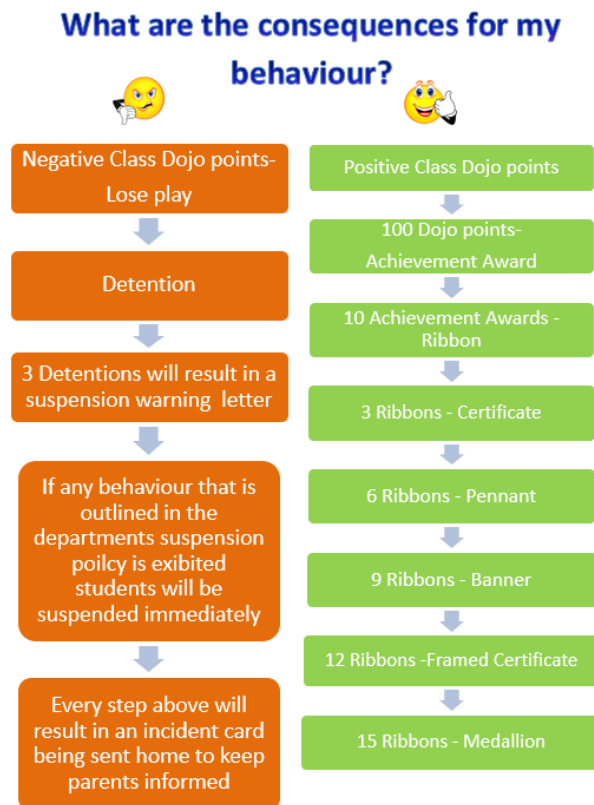 What are the consequences for my
behaviour?
Negative Class Dojo points-
Lose play
Detention
3 Detentions will result in a
suspension warning letter
If any behaviour that is
outlined in the
departments suspension
poilcy is exibited
students will be
suspended immediately
Every step above will
result in an incident card
being sent home to keep
parents informed
Positive Class Dojo points
100 Dojo points-
Achievement Award
10 Achievement Awards -
Ribbon
3 Ribbons - Certificate
6 Ribbons - Pennant
9 Ribbons - Banner
12 Ribbons -Framed Certificate
15 Ribbons - Medallion